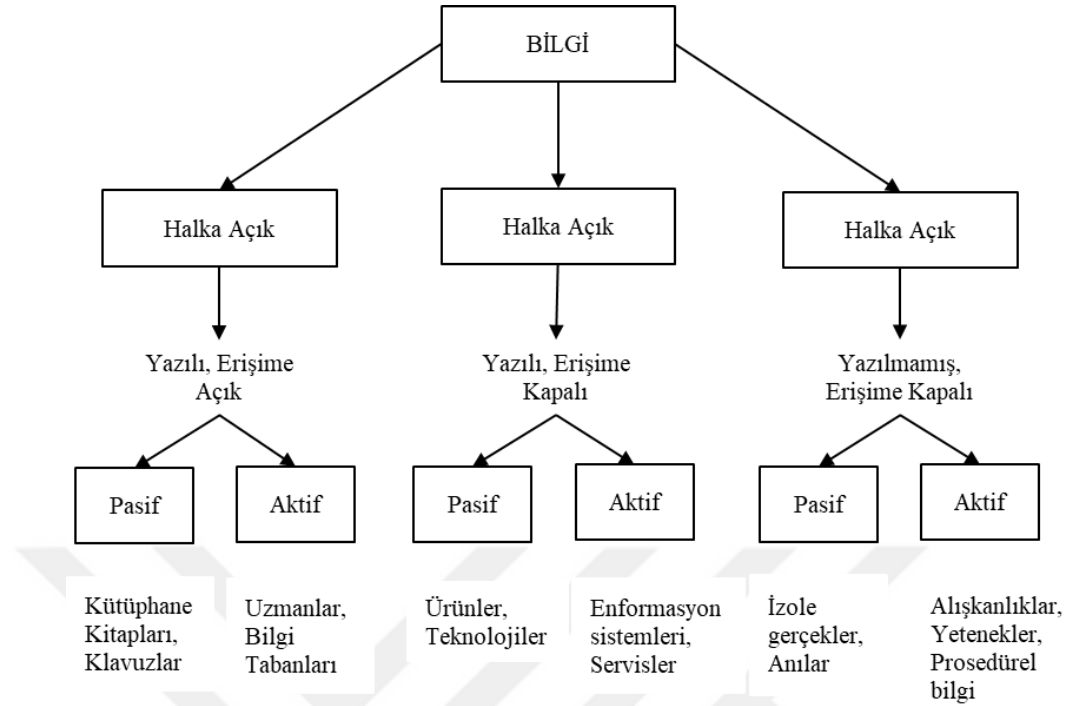 BİLGİ
Halka Açık
Halka Açık
Halka Açık
Yazılı, Erişime
Açık
Yazılı, Erişime
Kapalı
Yazılmamış,
Erişime Kapalı
Pasif
Aktif
Pasif
Aktif
Pasif
Aktif
Kütüphane
Kitapları,
Klavuzlar
Uzmanlar,
Bilgi
Tabanları
Ürünler,
Teknolojiler
Enformasyon
sistemleri,
Servisler
İzole
gerçekler,
Anılar
Alışkanlıklar,
Yetenekler,
Prosedürel
bilgi